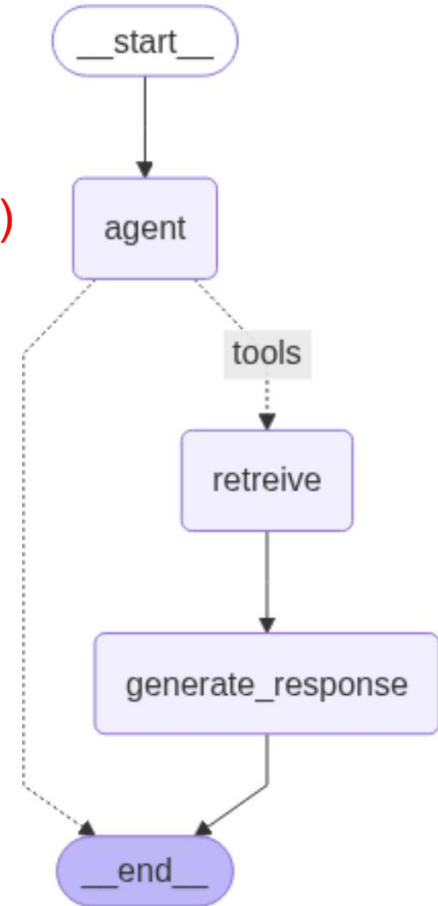 __start__
)
agent
tools
retreive
generate_response
__end__